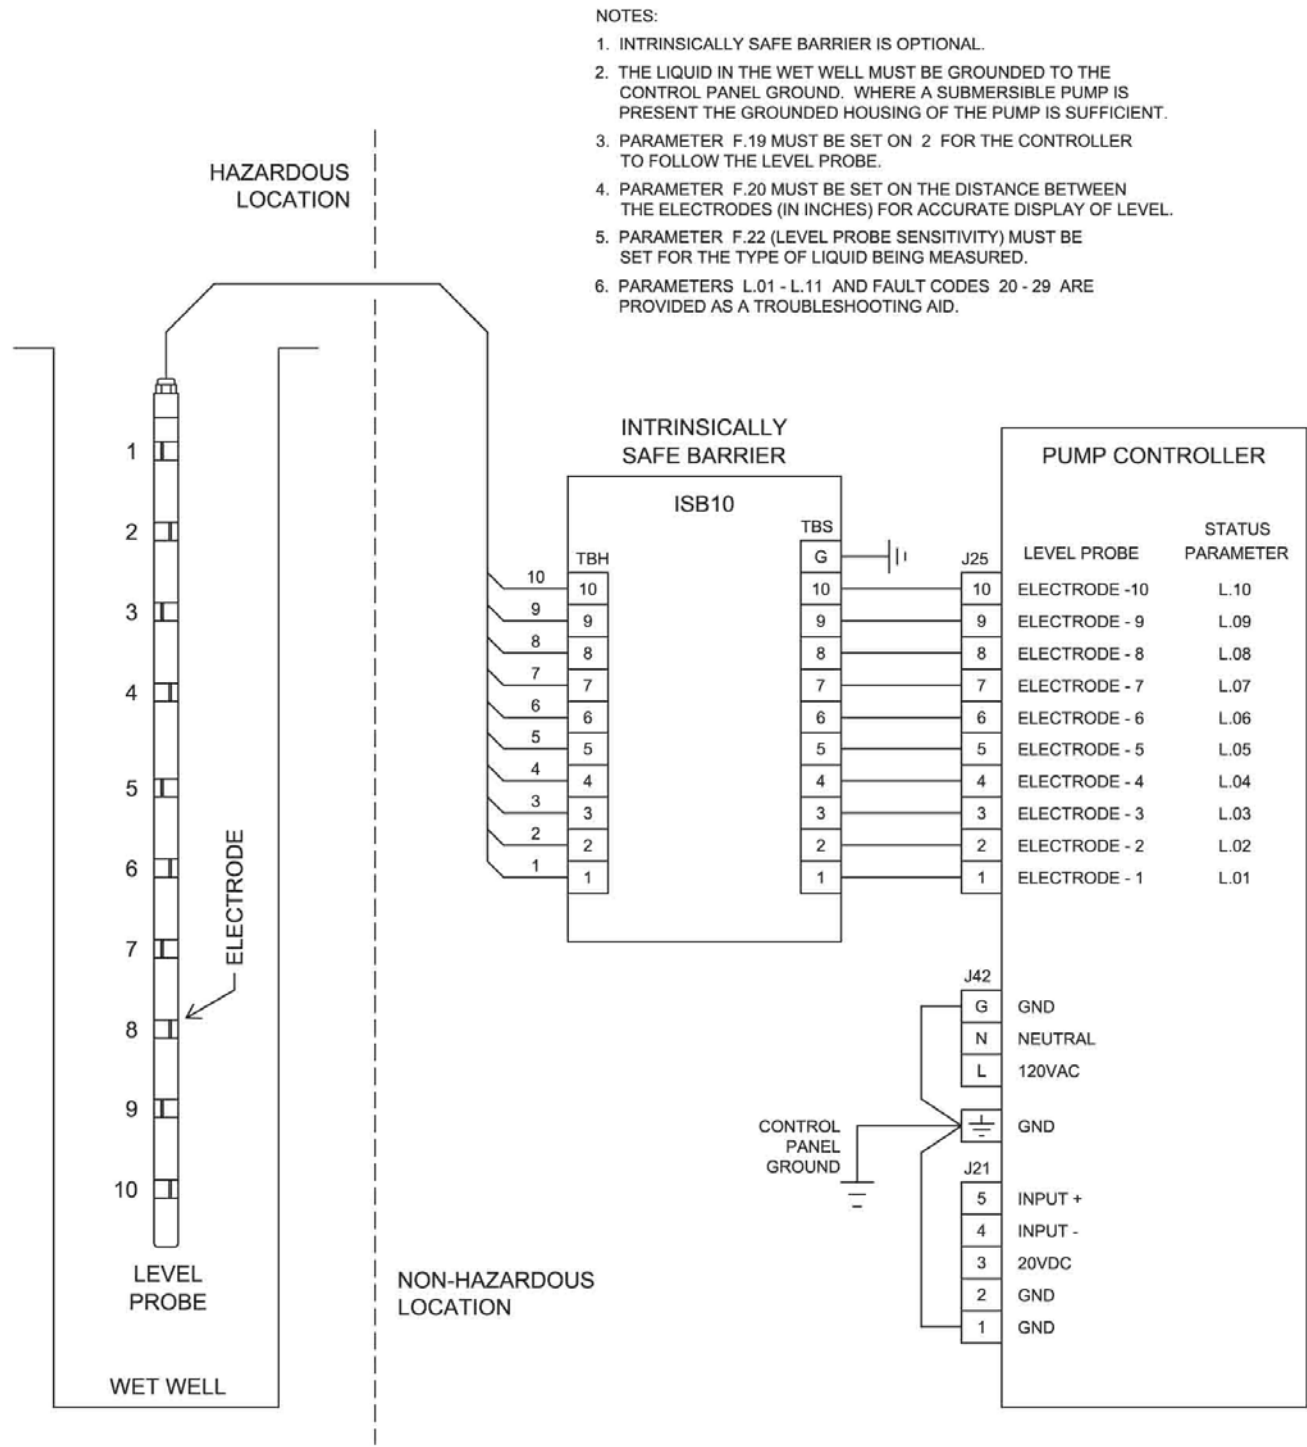 NOTES:
1. INTRINSICALLY SAFE BARRIER IS OPTIONAL.
2. THE LIQUID IN THE WET WELL MUST BE GROUNDED TO THE
CONTROL PANEL GROUND. WHERE A SUBMERSIBLE PUMP IS
PRESENT THE GROUNDED HOUSING OF THE PUMP IS SUFFICIENT.
3. PARAMETER F.19 MUST BE SET ON 2 FOR THE CONTROLLER
TO FOLLOW THE LEVEL PROBE.
4. PARAMETER F.20 MUST BE SET ON THE DISTANCE BETWEEN
THE ELECTRODES (IN INCHES) FOR ACCURATE DISPLAY OF LEVEL.
5. PARAMETER F.22 (LEVEL PROBE SENSITIVITY) MUST BE
SET FOR THE TYPE OF LIQUID BEING MEASURED.
6. PARAMETERS L.01 - L.11 AND FAULT CODES 20 - 29 ARE
PROVIDED AS A TROUBLESHOOTING AID.
HAZARDOUS
LOCATION
1
2
3
4
5
6
7
8
9
10
ELECTRODE
LEVEL
PROBE
WET WELL
NON-HAZARDOUS
LOCATION
INTRINSICALLY
SAFE BARRIER
ISB10
10
9
8
7
6
5
4
3
2
1
TBH
10
9
8
7
6
5
4
3
2
1
TBS
G
10
9
8
7
6
5
4
3
2
1
PUMP CONTROLLER
STATUS
J25 LEVEL PROBE PARAMETER
10 ELECTRODE -10 L.10
9 ELECTRODE - 9 L.09
8 ELECTRODE - 8 L.08
7 ELECTRODE - 7 L.07
6 ELECTRODE - 6 L.06
5 ELECTRODE - 5 L.05
4 ELECTRODE - 4 L.04
3 ELECTRODE - 3 L.03
2 ELECTRODE - 2 L.02
1 ELECTRODE - 1 L.01
J42
G GND
N NEUTRAL
L 120VAC
GND
CONTROL
PANEL
GROUND
J21
5 INPUT +
4 INPUT -
3 20VDC
2 GND
1 GND